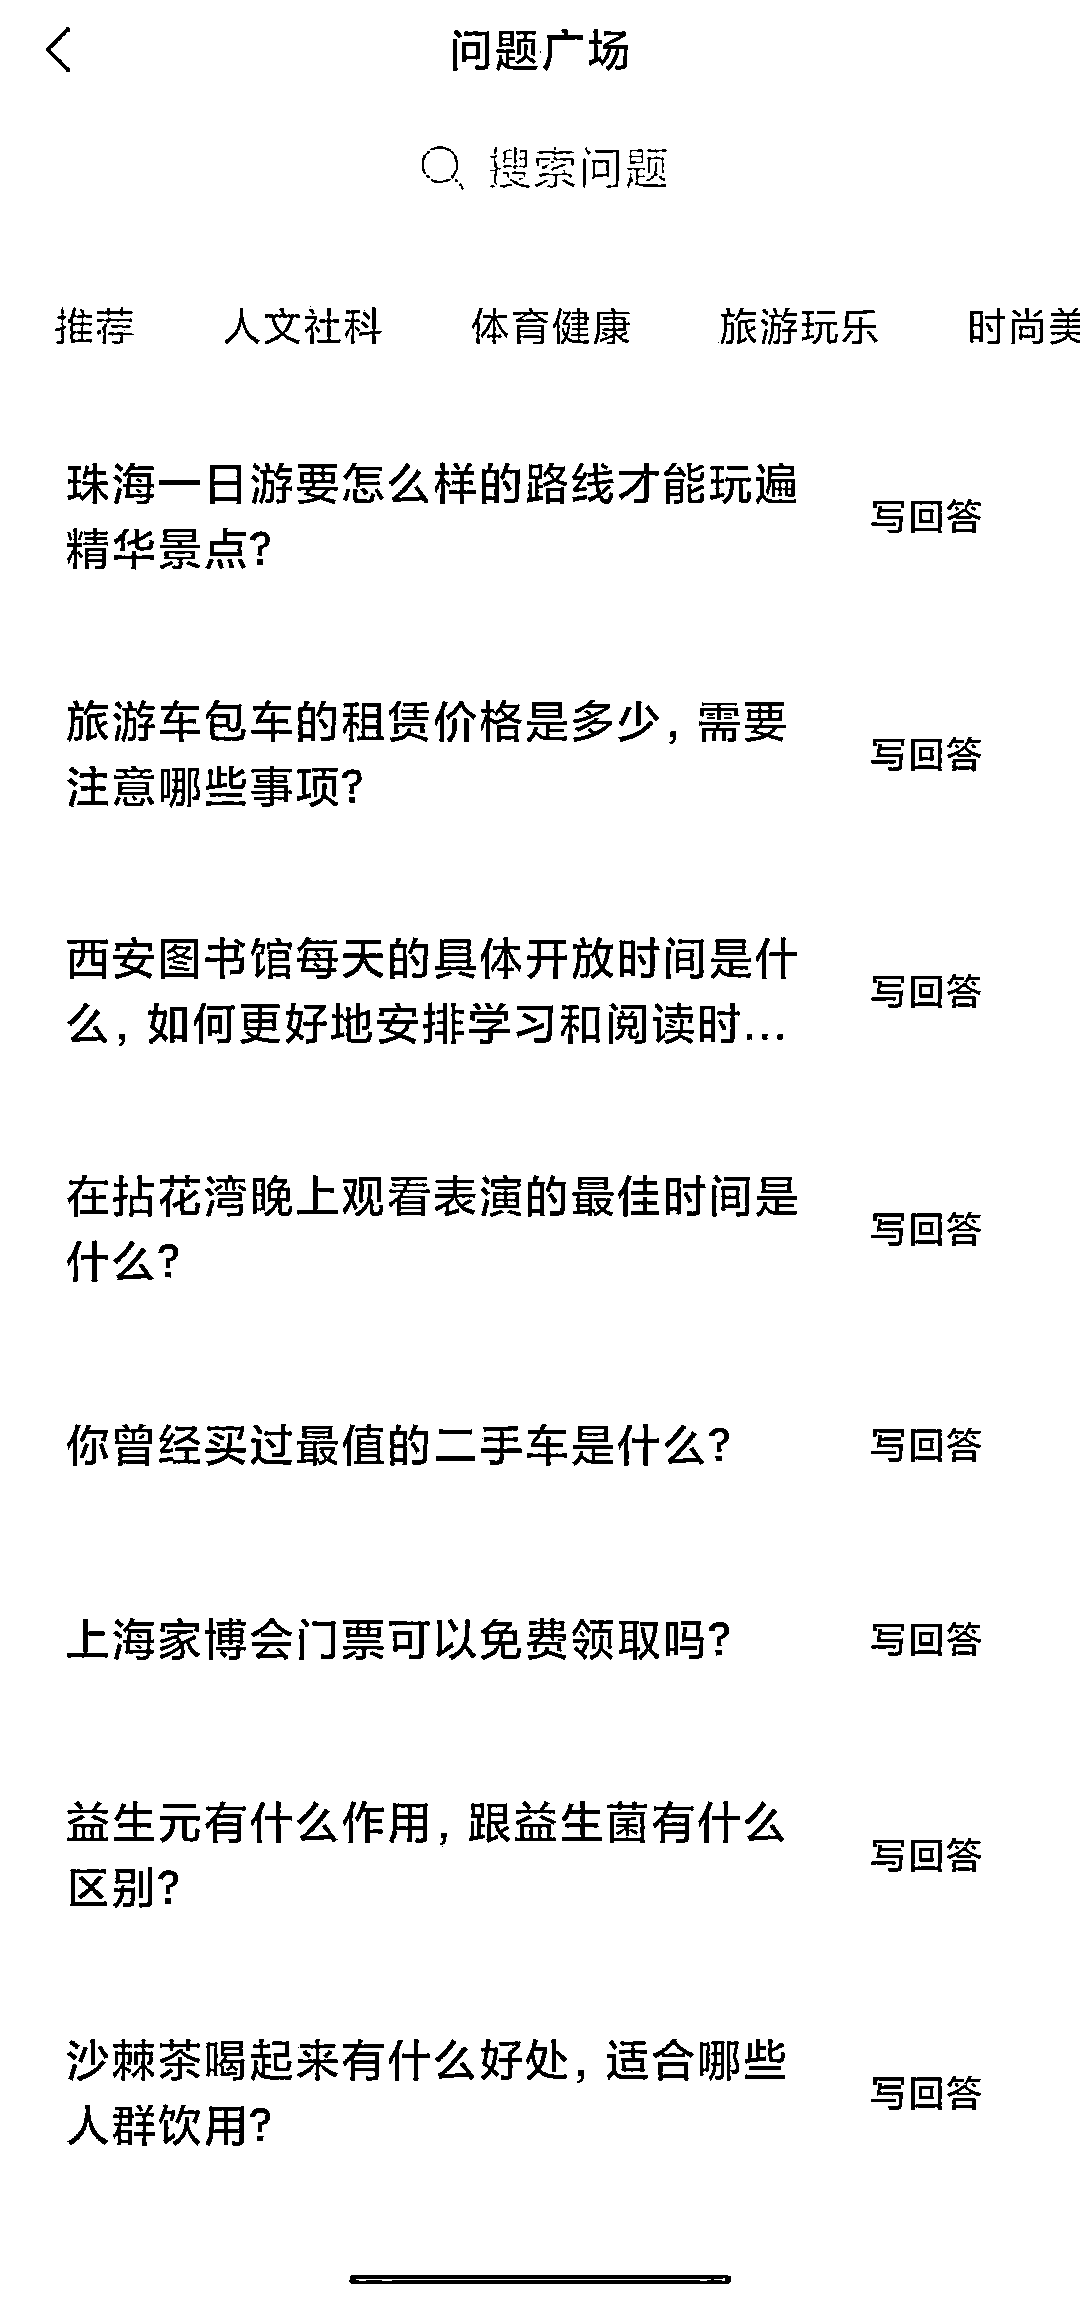 问题广场
搜索问题
推荐 人文社科 体育健康 旅游玩乐 时尚美
珠海一日游要怎么样的路线才能玩遍
精华景点?
写回答
旅游车包车的租赁价格是多少, 需要
注意哪些事项?
写回答
西安图书馆每天的具体开放时间是什
么, 如何更好地安排学习和阅读时...
写回答
在拈花湾晚上观看表演的最佳时间是
什么?
写回答
你曾经买过最值的二手车是什么?
写回答
上海家博会门票可以免费领取吗?
写回答
益生元有什么作用, 跟益生菌有什么
区别?
写回答
沙棘茶喝起来有什么好处, 适合哪些
人群饮用?
写回答